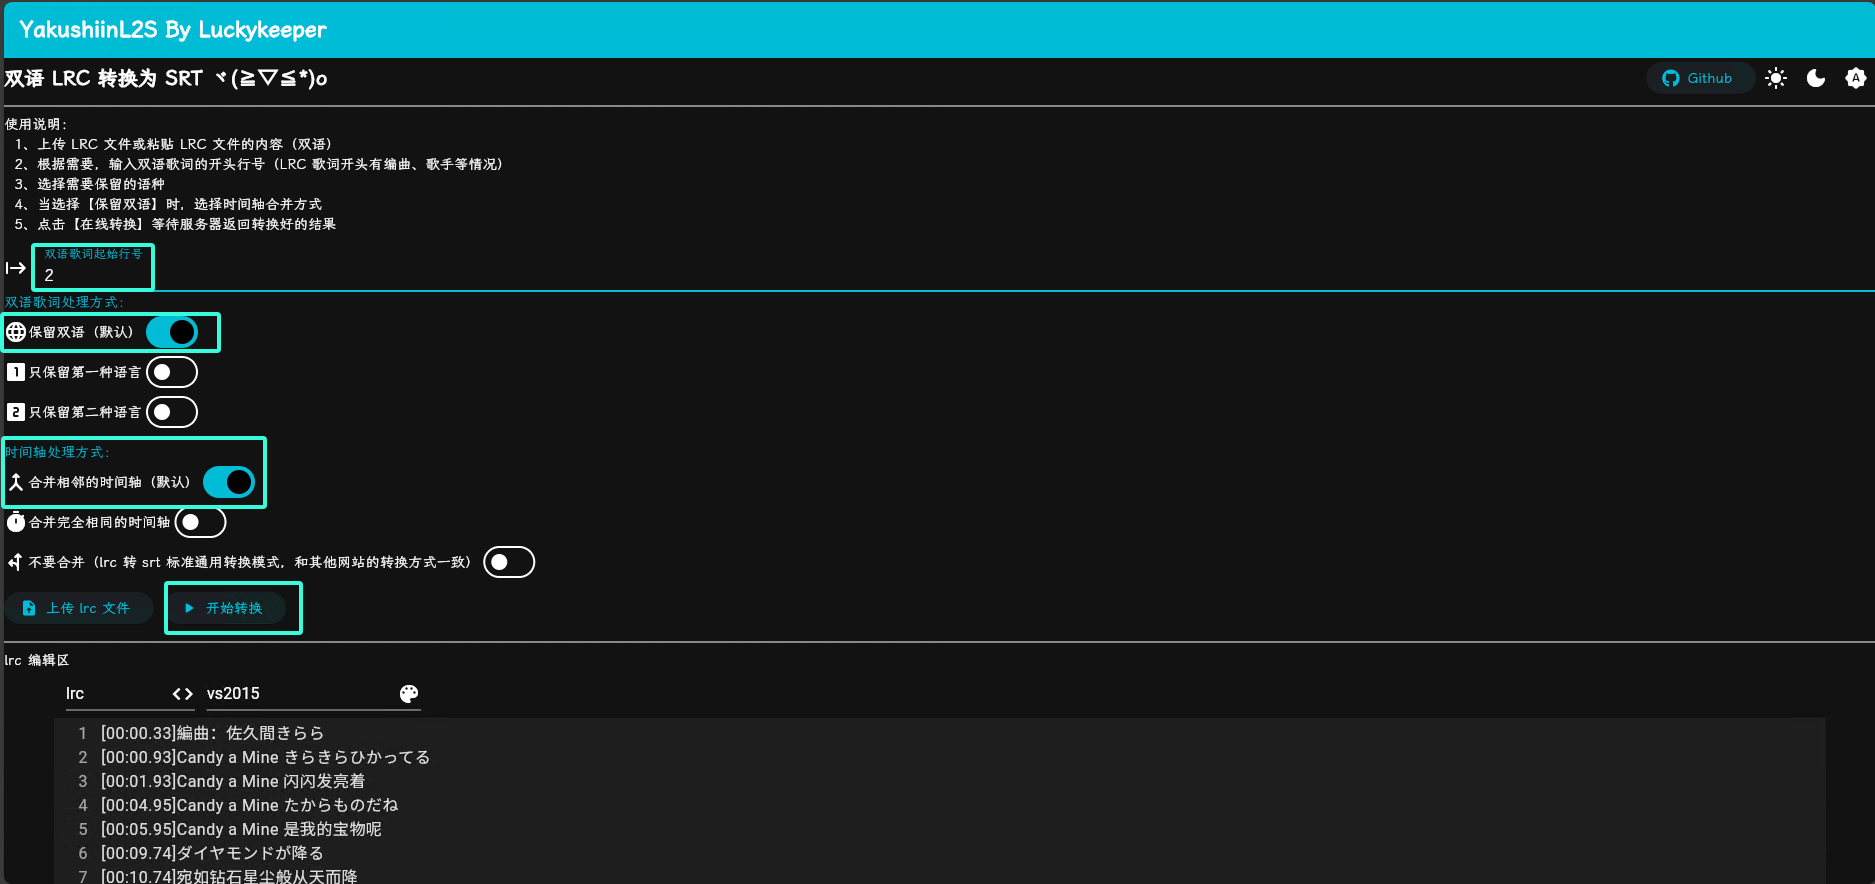 YakushiinL2S By Luckykeeper
双语 LRC 转换为 SRT ヾ(≧▽≦*)o
Github
使用说明：
1、上传 LRC 文件或粘贴 LRC 文件的内容（双语）
2、根据需要，输入双语歌词的开头行号（LRC 歌词开头有编曲、歌手等情况）
3、选择需要保留的语种
4、当选择【保留双语】时，选择时间轴合并方式
5、点击【在线转换】等待服务器返回转换好的结果
双语歌词起始行号
2
双语歌词处理方式：
保留双语（默认）
1 只保留第一种语言
2 只保留第二种语言
时间轴处理方式：
合并相邻的时间轴（默认）
合并完全相同的时间轴
不要合并（lrc 转 srt 标准通用转换模式，和其他网站的转换方式一致）
上传 lrc 文件 开始转换
lrc 编辑区
lrc vs2015
1 [00:00.33]編曲：佐久間きらら
2 [00:00.93]Candy a Mine きらきらひかってる
3 [00:01.93]Candy a Mine 闪闪发亮着
4 [00:04.95]Candy a Mine たからものだね
5 [00:05.95]Candy a Mine 是我的宝物呢
6 [00:09.74]ダイヤモンドが降る
7 [00:10.74]宛如钻石星尘般从天而降